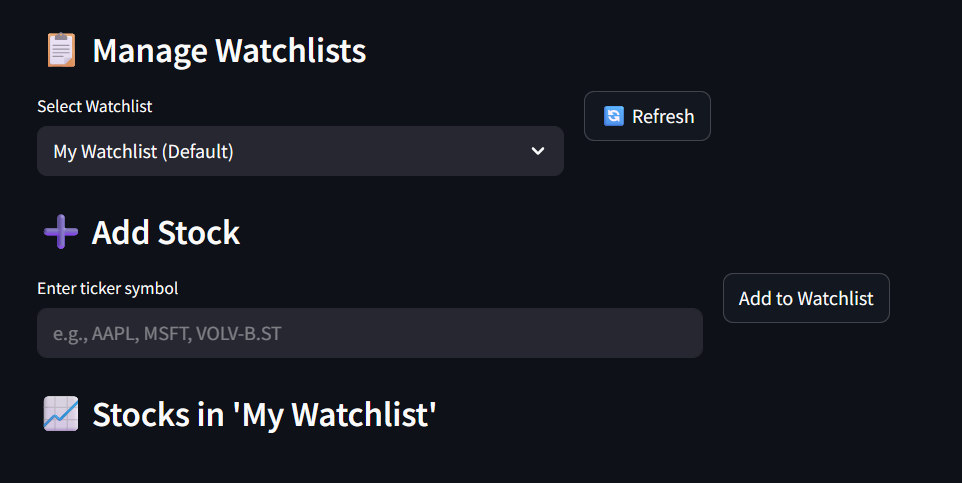 Manage Watchlists
Select Watchlist
My Watchlist (Default)
Refresh
Add Stock
Enter ticker symbol
e.g., AAPL, MSFT, VOLV-B.ST
Add to Watchlist
Stocks in 'My Watchlist'